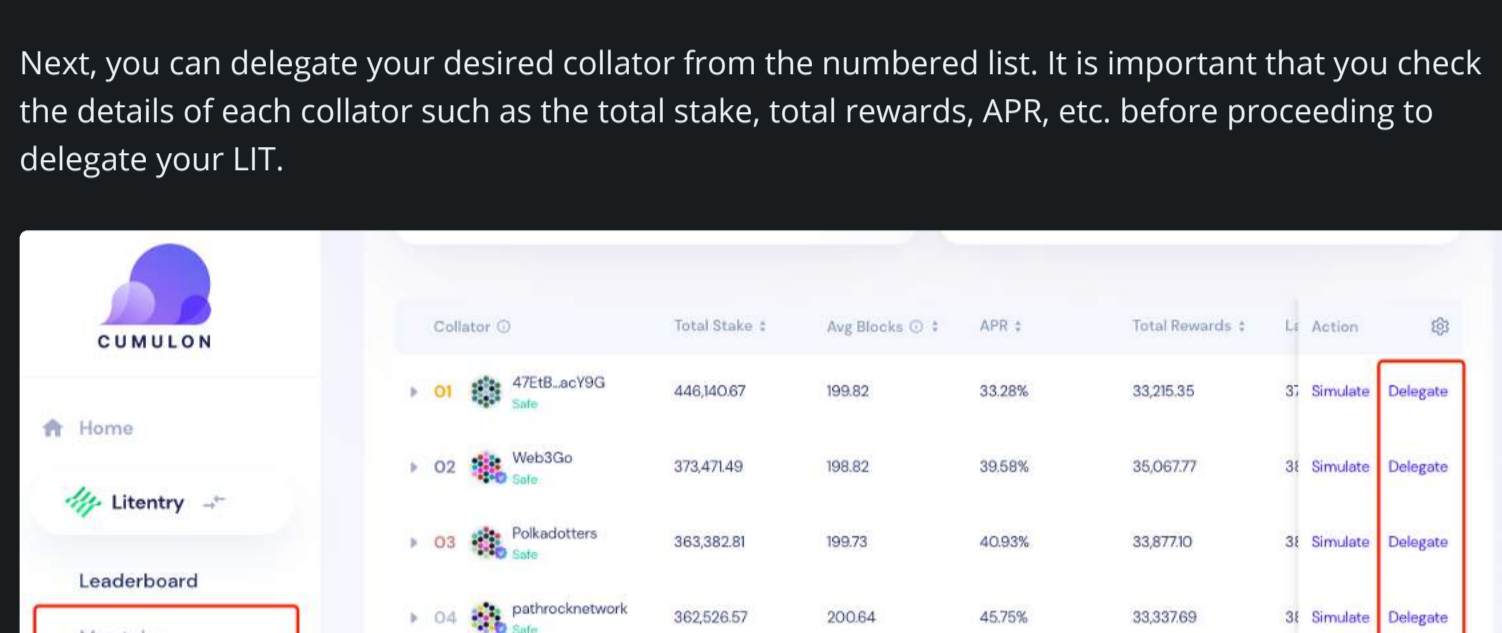 Next, you can delegate your desired collator from the numbered list. It is important that you check
the details of each collator such as the total stake, total rewards, APR, etc. before proceeding to
delegate your LIT.
CUMULON
Home
Litentry
Leaderboard
Collator Total Stake Avg Blocks APR Total Rewards Action
01 47EtB...acY9G 446,140.67 199.82 33.28% 33,215.35 Simulate Delegate
Safe
02 Web3Go 373,471.49 198.82 39.58% 35,067.77 Simulate Delegate
Safe
03 Polkadotters 363,382.81 199.73 40.93% 33,877.10 Simulate Delegate
Safe
04 pathrocknetwork 362,526.57 200.64 45.75% 33,337.69 Simulate Delegate
Safe